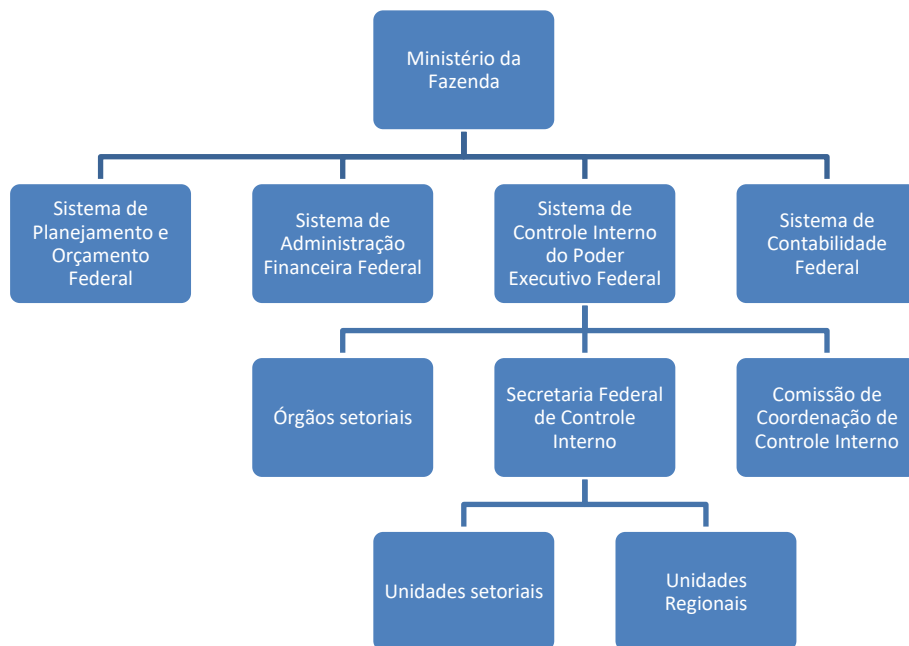 Ministério da
Fazenda
Sistema de
Planejamento e
Orçamento
Federal
Sistema de
Administração
Financeira Federal
Sistema de
Controle Interno
do Poder
Executivo Federal
Sistema de
Contabilidade
Federal
Órgãos setoriais
Secretaria Federal
de Controle
Interno
Comissão de
Coordenação de
Controle Interno
Unidades setoriais
Unidades
Regionais